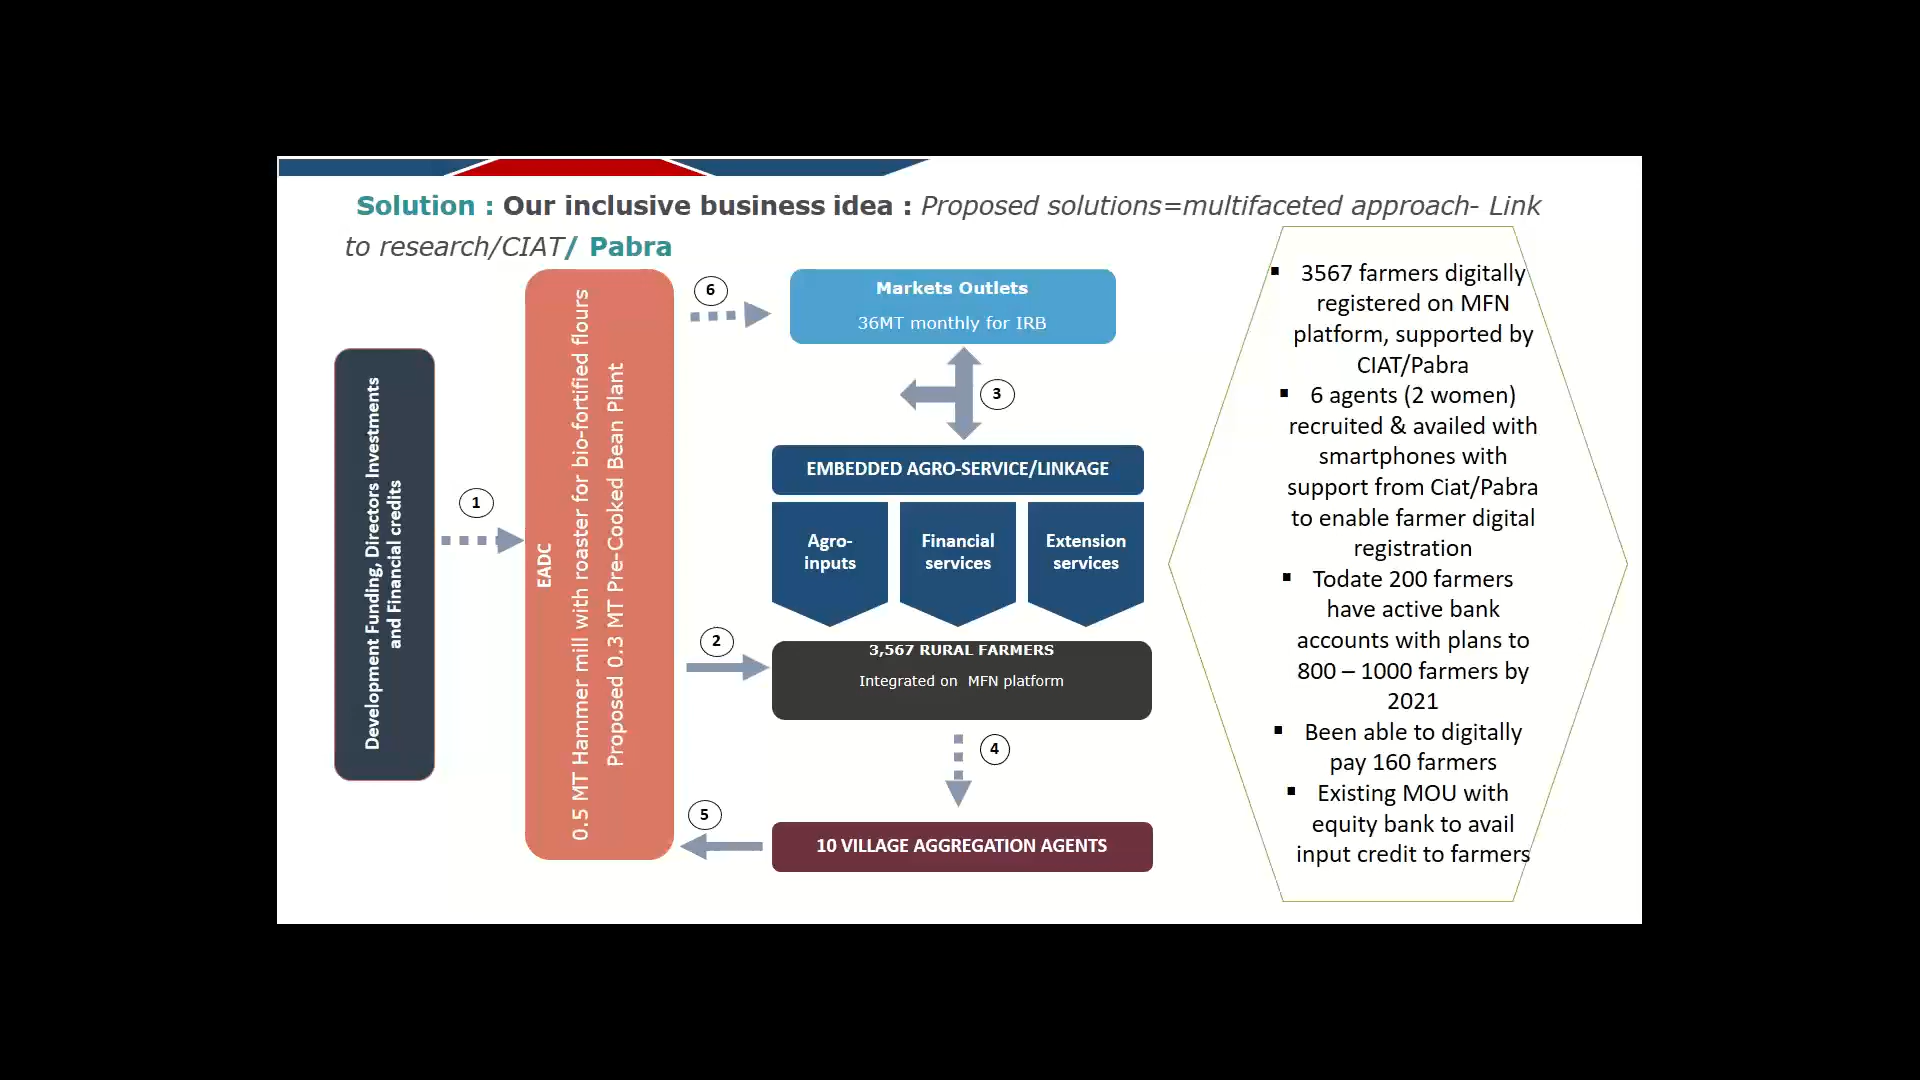 Solution : Our inclusive business idea : Proposed solutions=multifaceted approach- Link
to research/CIAT/ Pabra
Development Funding, Directors Investments
and Financial credits
1
EADC
0.5 MT Hammer mill with roaster for bio-fortified flours
Proposed 0.3 MT Pre-Cooked Bean Plant
6
Markets Outlets
36MT monthly for IRB
3
EMBEDDED AGRO-SERVICE/LINKAGE
Agro-
inputs
Financial
services
Extension
services
2
3,567 RURAL FARMERS
Integrated on  MFN platform
4
5
10 VILLAGE AGGREGATION AGENTS
▪ 3567 farmers digitally
registered on MFN
platform, supported by
CIAT/Pabra
▪ 6 agents (2 women)
recruited & availed with
smartphones with
support from Ciat/Pabra
to enable farmer digital
registration
▪ Todate 200 farmers
have active bank
accounts with plans to
800 – 1000 farmers by
2021
▪ Been able to digitally
pay 160 farmers
▪ Existing MOU with
equity bank to avail
input credit to farmers